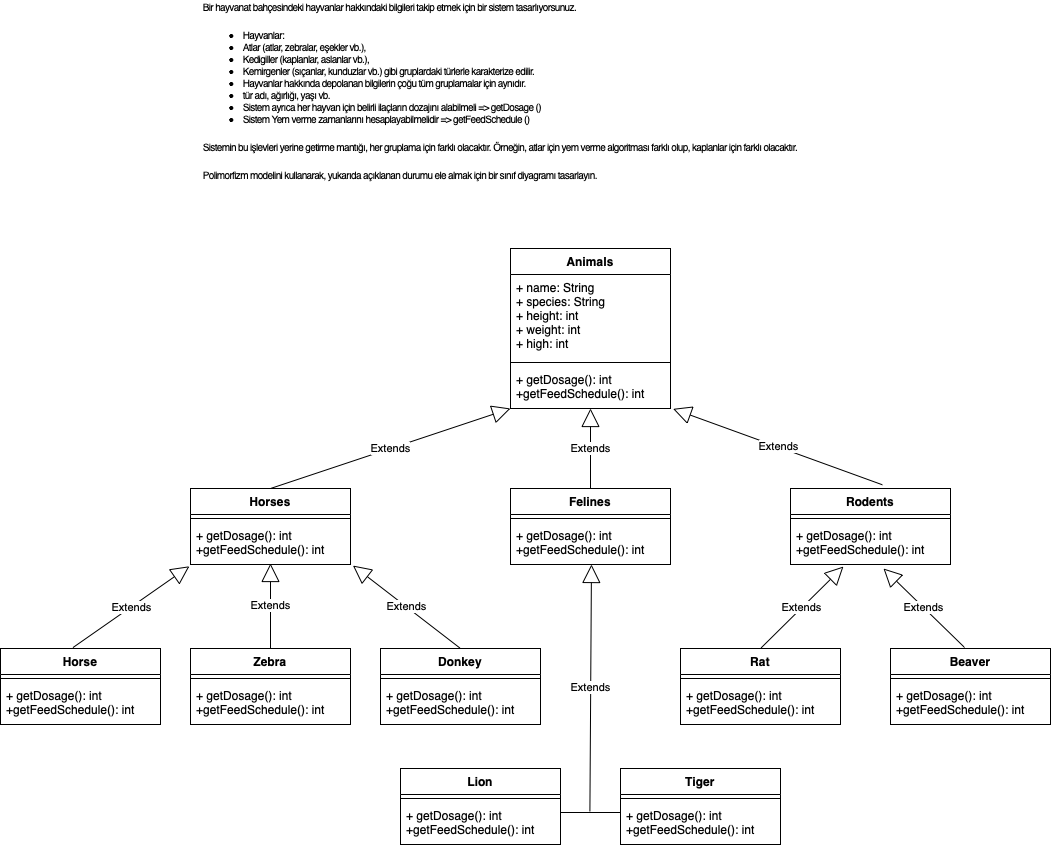 Bir hayvanat bahçesindeki hayvanlar hakkındaki bilgileri takip etmek için bir sistem tasarlıyorsunuz.
• Hayvanlar:
• Atlar (atlar, zebralar, eşekler vb.),
• Kedigiller (kaplanlar, aslanlar vb.),
• Kemirgenler (sıçanlar, kunduzlar vb.) gibi gruplardaki türlerle karakterize edilir.
• Hayvanlar hakkında depolanan bilgilerin çoğu tüm gruplamalar için aynıdır.
• tür adı, ağırlığı, yaşı vb.
• Sistem ayrıca her hayvan için belirli ilaçların dozajını alabilmeli => getDosage ()
• Sistem Yem verme zamanlarını hesaplayabilmelidir => getFeedSchedule ()
Sistemin bu işlevleri yerine getirme mantığı, her gruplama için farklı olacaktır. Örneğin, atlar için yem verme algoritması farklı olup, kaplanlar için farklı olacaktır.
Polimorfizm modelini kullanarak, yukarıda açıklanan durumu ele almak için bir sınıf diyagramı tasarlayın.
Animals
+ name: String
+ species: String
+ height: int
+ weight: int
+ high: int
+ getDosage(): int
+getFeedSchedule(): int
Extends
Extends
Extends
Horses
+ getDosage(): int
+getFeedSchedule(): int
Felines
+ getDosage(): int
+getFeedSchedule(): int
Rodents
+ getDosage(): int
+getFeedSchedule(): int
Extends
Extends
Extends
Extends
Extends
Horse
+ getDosage(): int
+getFeedSchedule(): int
Zebra
+ getDosage(): int
+getFeedSchedule(): int
Donkey
+ getDosage(): int
+getFeedSchedule(): int
Extends
Rat
+ getDosage(): int
+getFeedSchedule(): int
Beaver
+ getDosage(): int
+getFeedSchedule(): int
Lion
+ getDosage(): int
+getFeedSchedule(): int
Tiger
+ getDosage(): int
+getFeedSchedule(): int